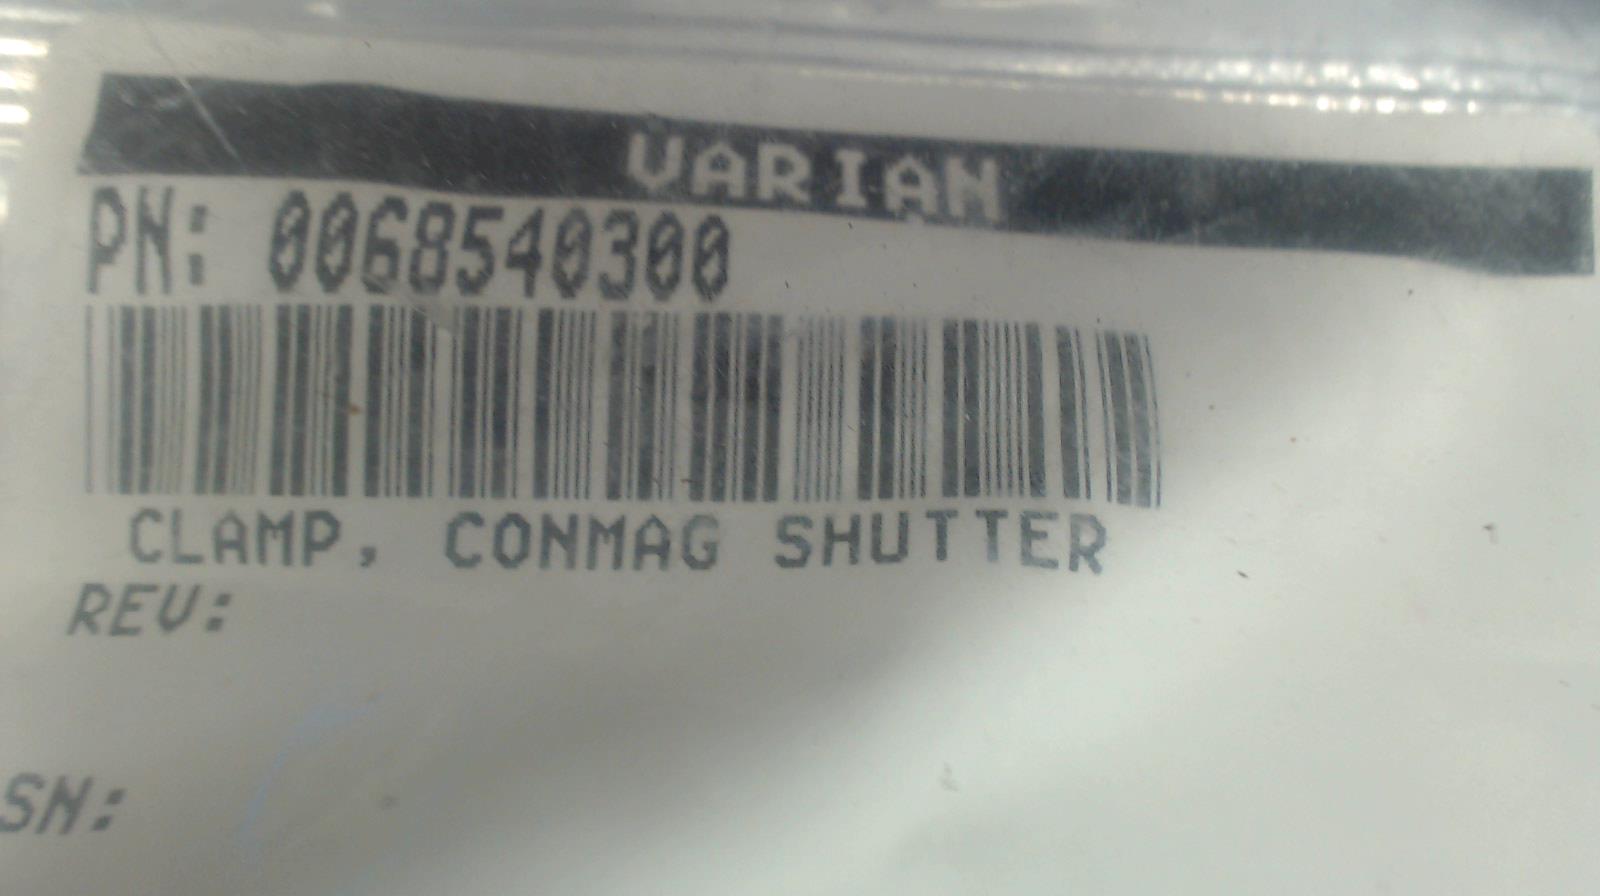 VARIAN
PN: 0068540300
CLAMP, CONMAG SHUTTER
REV:
SN: